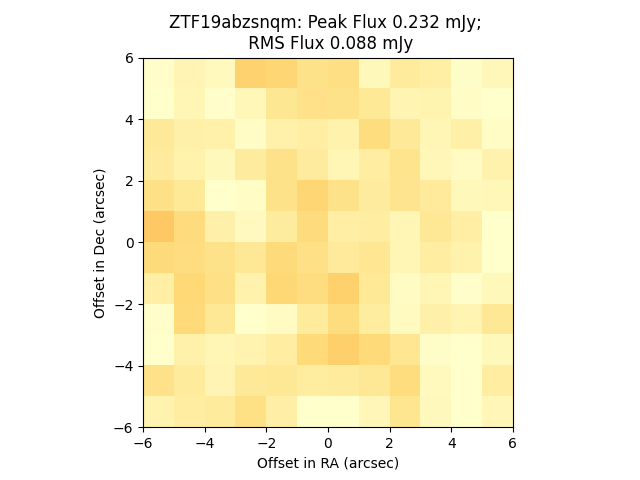 ZTF19abzsnqm: Peak Flux 0.232 mJy;
RMS Flux 0.088 mJy
6
4
2
0
−2
−4
−6
Offset in Dec (arcsec)
−6 −4 −2 0 2 4 6
Offset in RA (arcsec)